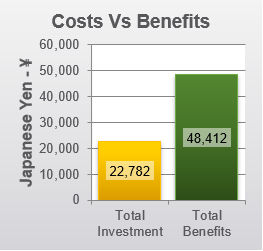 Costs Vs Benefits
Japanese Yen - ¥
60,000
50,000
40,000
30,000
20,000
10,000
0
22,782
48,412
Total Investment
Total Benefits